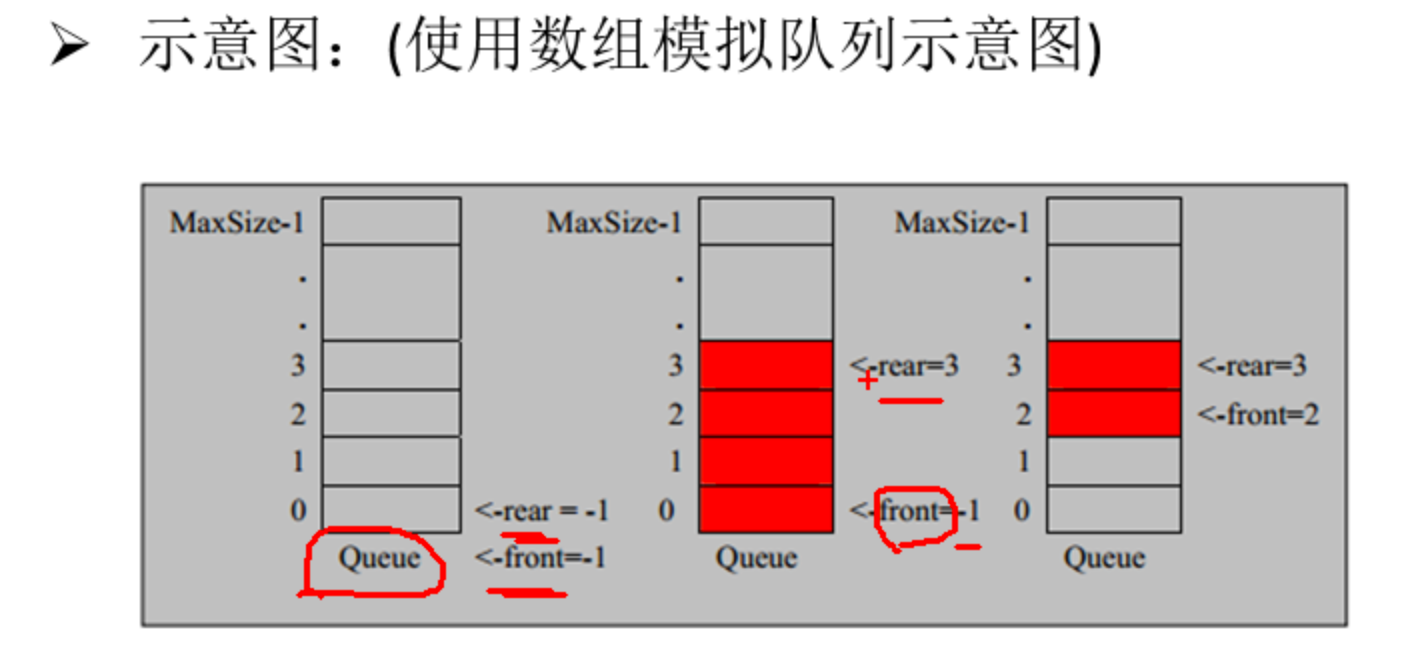 ➢ 示意图：(使用数组模拟队列示意图)
MaxSize-1 MaxSize-1 MaxSize-1
. . .
. . .
3 3 <-rear=3 3 <-rear=3
2 2 2 <-front=2
1 1 1
0 <-rear = -1 0 <-front=-1 0
Queue <-front=-1 Queue Queue